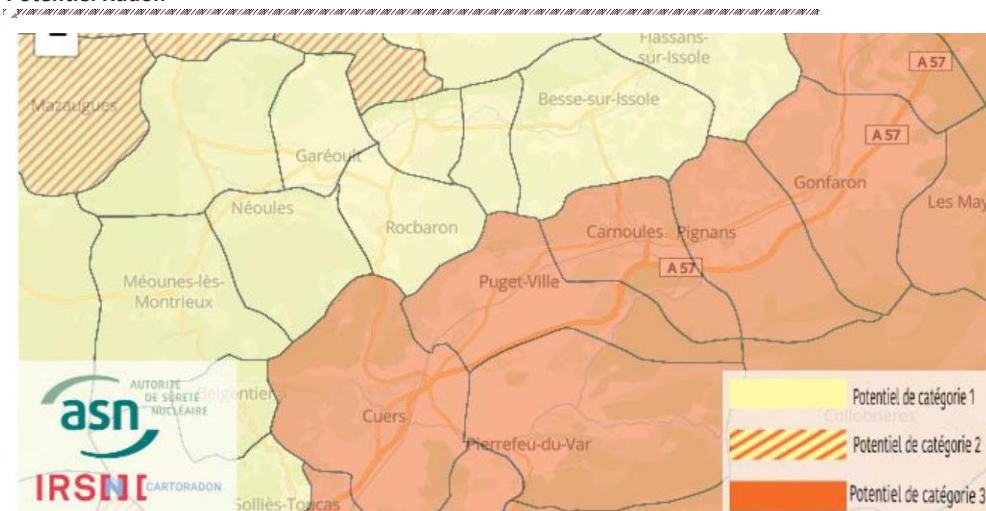 Flassans-
sur-Issole
A 57
Mazaugues
Besse-sur-Issole
A 57
Garéoult
Gonfaron
Les May
Néoules
Rocbaron
Carnoules
Pignans
A 57
Méounes-lès-
Montrieux
Puget-Ville
Belgentier
Cuers
Pierrefeu-du-Var
Collobrières
Solliès-Toucas
asn
AUTORITÉ
DE SÛRETÉ
NUCLÉAIRE
IRSN
CARTORADON
Potentiel de catégorie 1
Potentiel de catégorie 2
Potentiel de catégorie 3